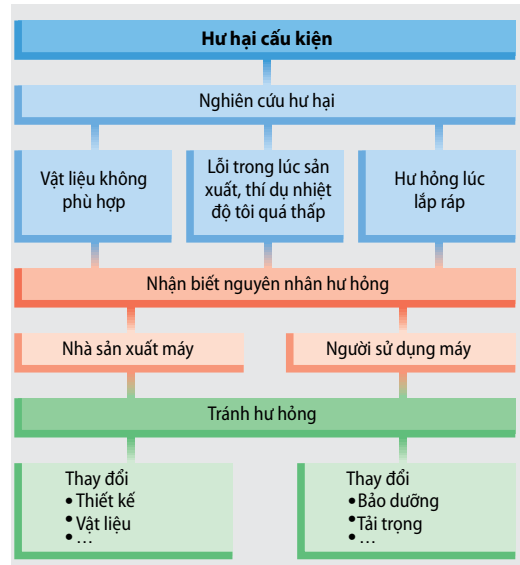 Hư hại cấu kiện
Nghiên cứu hư hại
Vật liệu không
phù hợp
Lỗi trong lúc sản
xuất, thí dụ nhiệt
độ tôi quá thấp
Hư hỏng lúc
lắp ráp
Nhận biết nguyên nhân hư hỏng
Nhà sản xuất máy
Người sử dụng máy
Tránh hư hỏng
Thay đổi
• Thiết kế
• Vật liệu
• …
Thay đổi
• Bảo dưỡng
• Tải trọng
• …